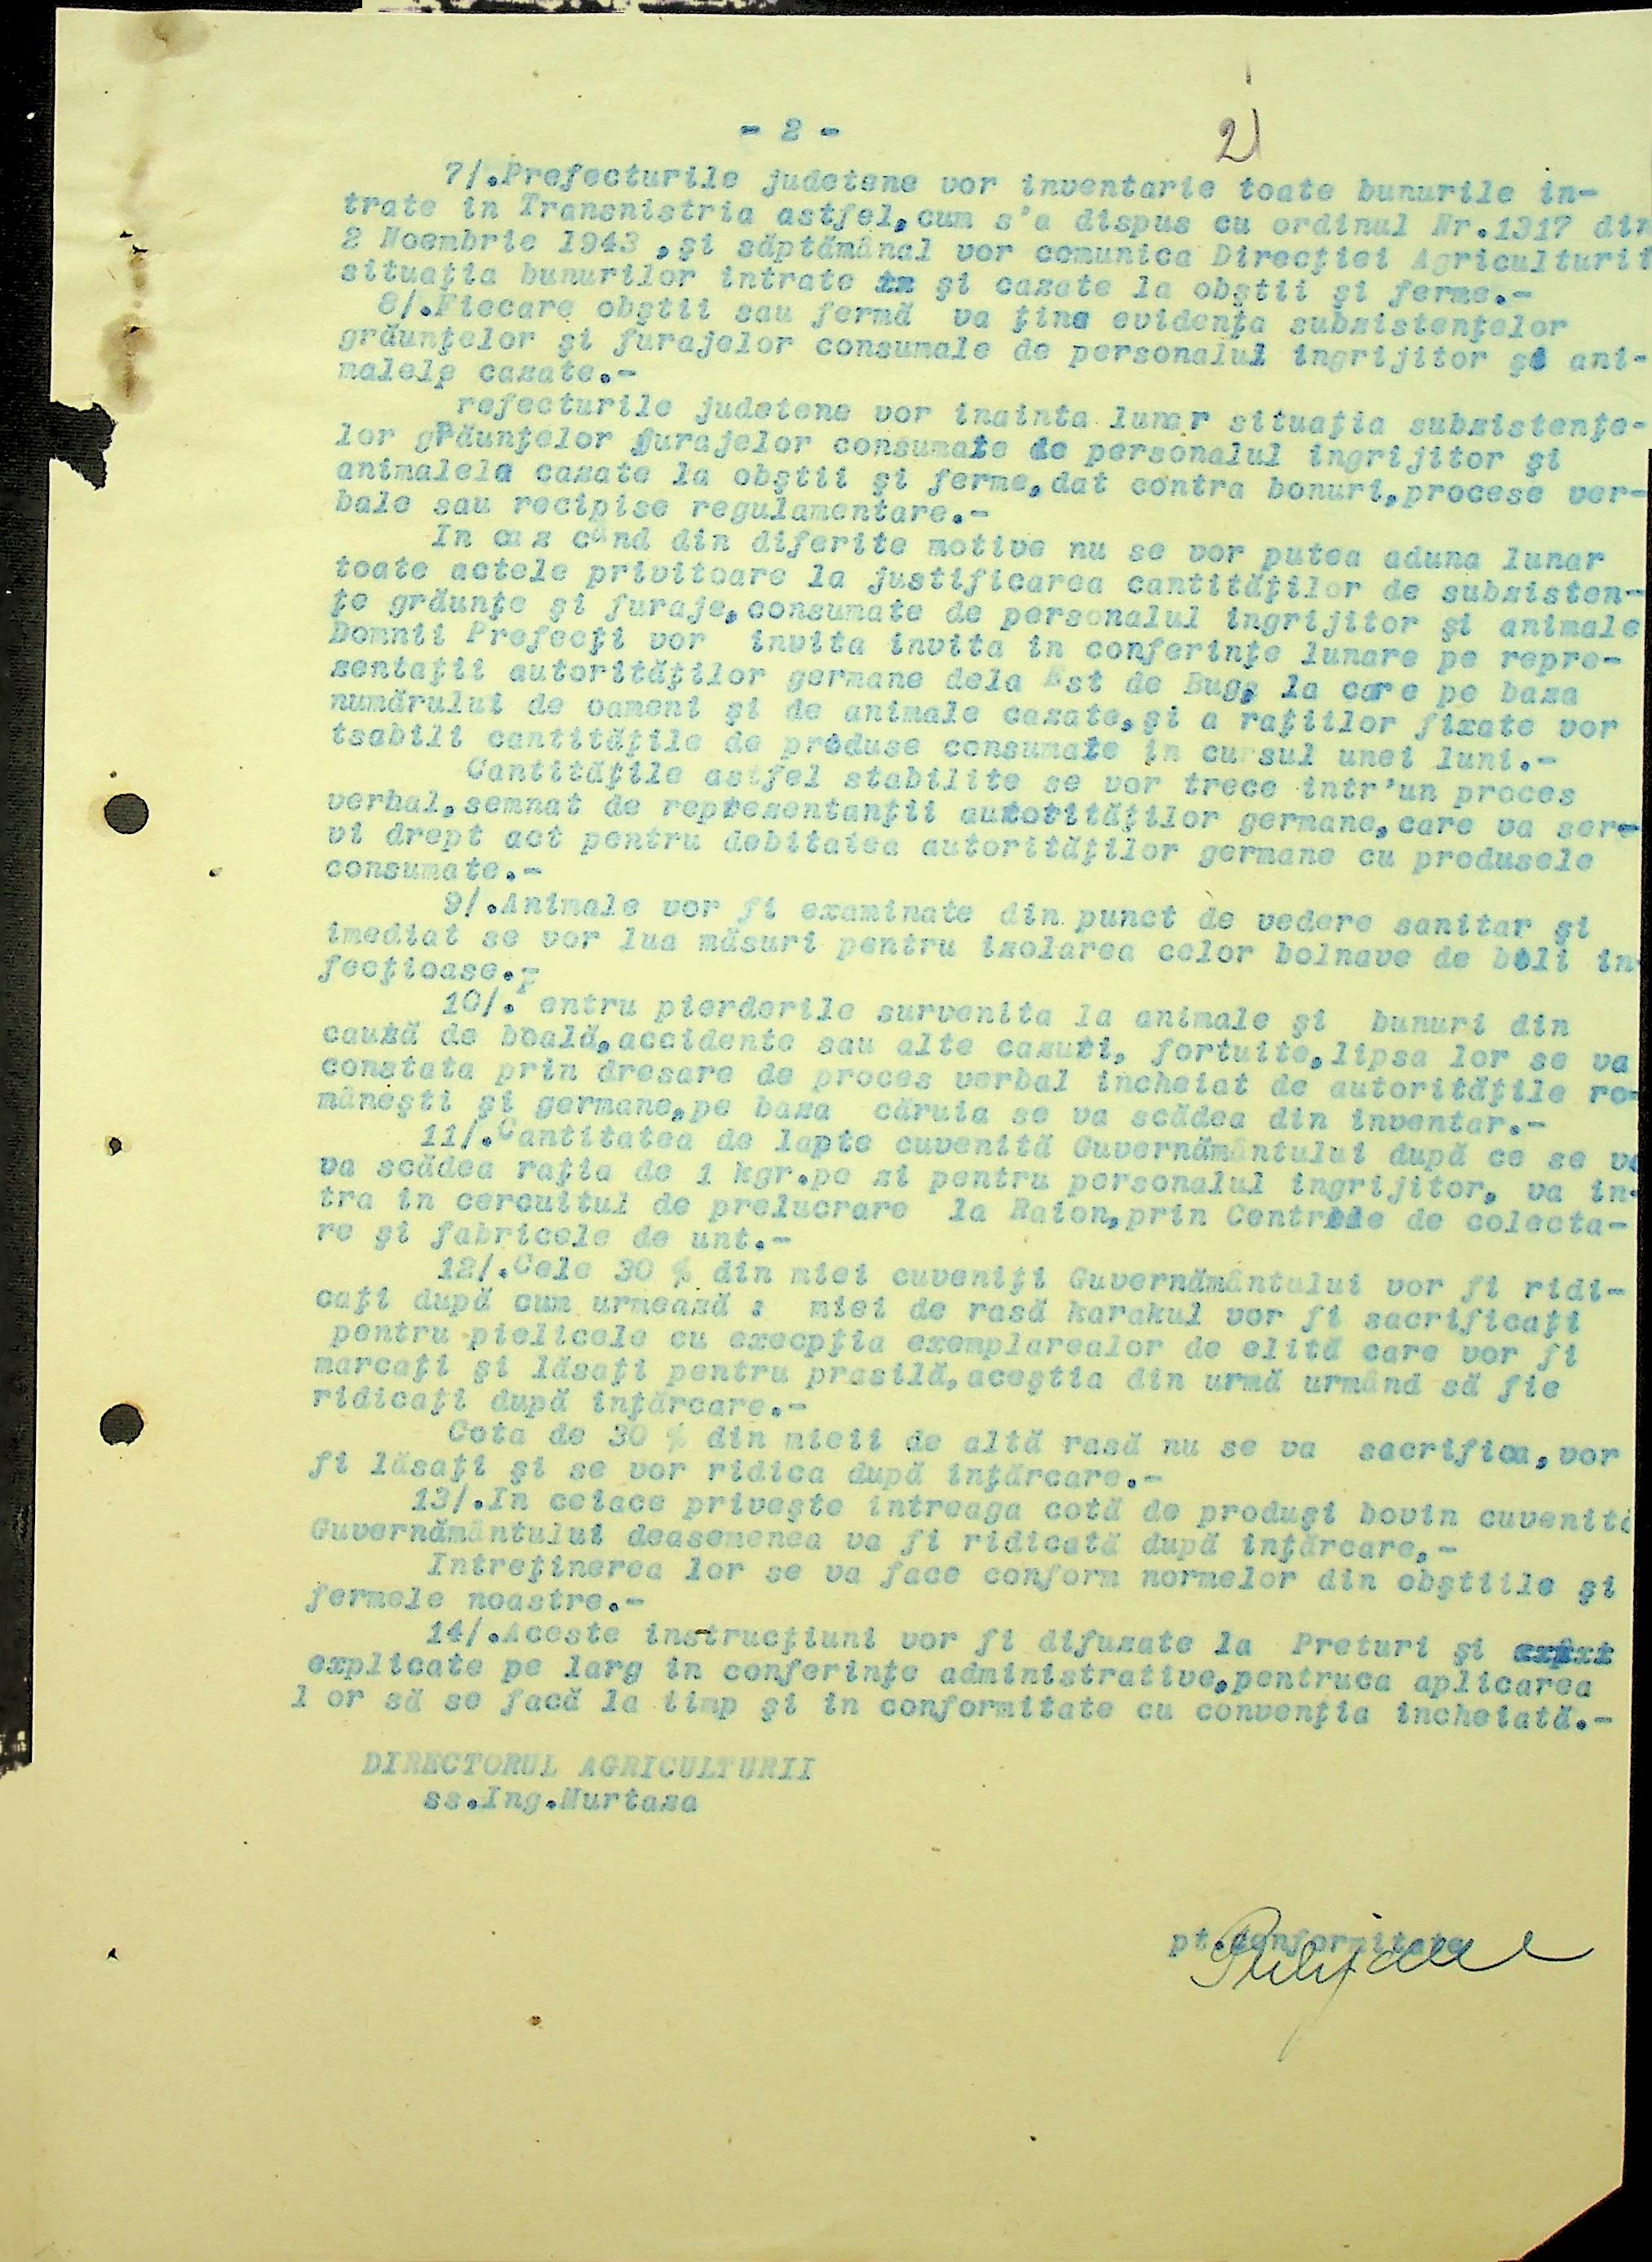 - 2 -
2
7/.Prefecturile judetene vor inventarie toate bunurile in-
trate in Transnistria astfel,cum s'a dispus cu ordinul Nr.1317 din
2 Noembrie 1943 ,şi săptămânal vor comunica Direcţiei Agriculturii
situaţia bunurilor intrate in şi cazate la obştii şi ferme.-
8/.Fiecare obştii sau fermă va ţine evidenţa subzistenţelor
grăunţelor şi furajelor consumale de personalul ingrijitor şi ani-
malele cazate.-
refecturile judetene vor inainta lunar situaţia subzistenţe-
lor grăunţelor furajelor consumate de personalul ingrijitor şi
animalela cazate la obştii şi ferme,dat contra bonuri,procese ver-
bale sau recipise regulamentare.-
In caz când din diferite motive nu se vor putea aduna lunar
toate actele privitoare la justificarea cantităţilor de subzisten-
ţe grăunţe şi furaje,consumate de personalul ingrijitor şi animale
Domnii Prefecţi vor invita invita in conferinţe lunare pe repre-
zentaţii autorităţilor germane dela Est de Bug, la care pe baza
numărului de oameni şi de animale cazate,şi a raţiilor fixate vor
tsabili cantităţile de produse consumate in cursul unei luni.-
Cantităţile astfel stabilite se vor trece intr'un proces
verbal,semnat de reprezentanţii autorităţilor germane,care va ser-
vi drept act pentru debitatea autorităţilor germane cu produsele
consumate.-
9/.Animale vor fi examinate din punct de vedere sanitar şi
imediat se vor lua măsuri pentru izolarea celor bolnave de boli in-
fecţioase.-
10/. entru pierderile survenita la animale şi bunuri din
cauză de boală,accidente sau alte cazuri, fortuite,lipsa lor se va
constata prin dresare de proces verbal incheiat de autorităţile ro-
mâneşti şi germane,pe baza căruia se va scădea din inventar.-
11/.Cantitatea de lapte cuvenită Guvernământului după ce se va
va scădea raţia de 1 kgr.pe zi pentru personalul ingrijitor, va in-
tra in cercuitul de prelucrare la Raion,prin Centrele de colecta-
re şi fabricele de unt.-
12/.Cele 30 % din miei cuveniţi Guvernământului vor fi ridi-
caţi după cum urmează : miei de rasă karakul vor fi sacrificaţi
pentru pielicele cu execpţia exemplarealor de elită care vor fi
marcaţi şi lăsaţi pentru prasilă,aceştia din urmă urmând să fie
ridicaţi după inţărcare.-
Cota de 30 % din mieii de altă rasă nu se va sacrifica,vor
fi lăsaţi şi se vor ridica după inţărcare.-
13/.In ceiace priveşte intreaga cotă de produşi bovin cuvenită
Guvernământului deasemenea va fi ridicată după inţărcare,-
Intreţinerea lor se va face conform normelor din obştiile şi
fermele noastre.-
14/.Aceste instrucţiuni vor fi difuzate la Preturi şi
explicate pe larg in conferinţe administrative,pentruca aplicarea
l or să se facă la timp şi in conformitate cu convenţia incheiată.-
DIRECTORUL AGRICULTURII
ss.Ing.Murtaza
pt.conformitate